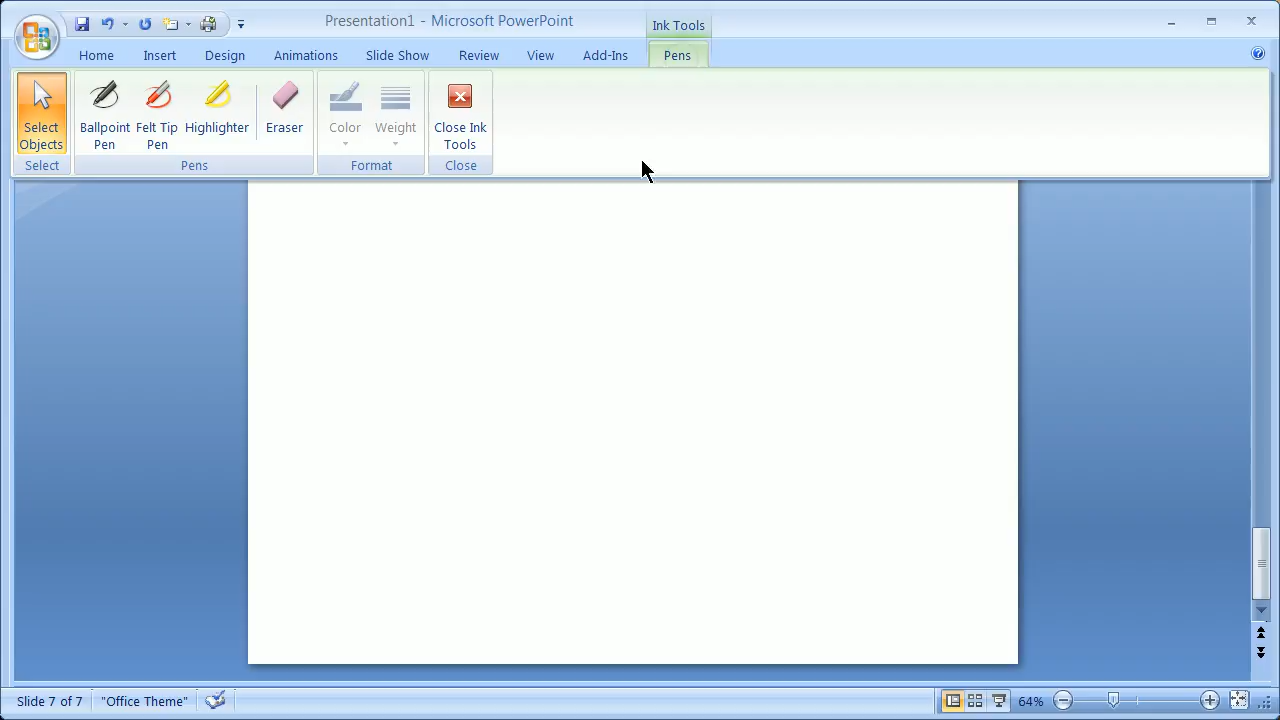 Presentation1 - Microsoft PowerPoint
Ink Tools
Home Insert Design Animations Slide Show Review View Add-Ins Pens
Select Objects
Ballpoint Pen
Felt Tip Pen
Highlighter
Eraser
Color
Weight
Close Ink Tools
Select Pens Format Close
Slide 7 of 7 "Office Theme" 64%